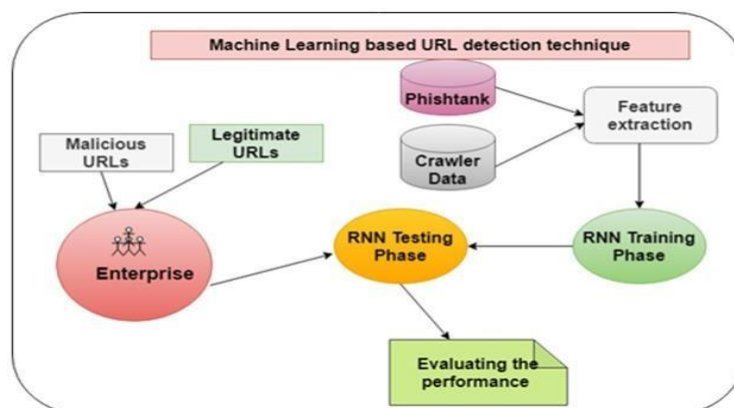 Machine Learning based URL detection technique
Phishtank
Feature
extraction
Malicious
URLs
Legitimate
URLs
Crawler
Data
Enterprise
RNN Testing
Phase
RNN Training
Phase
Evaluating the
performance